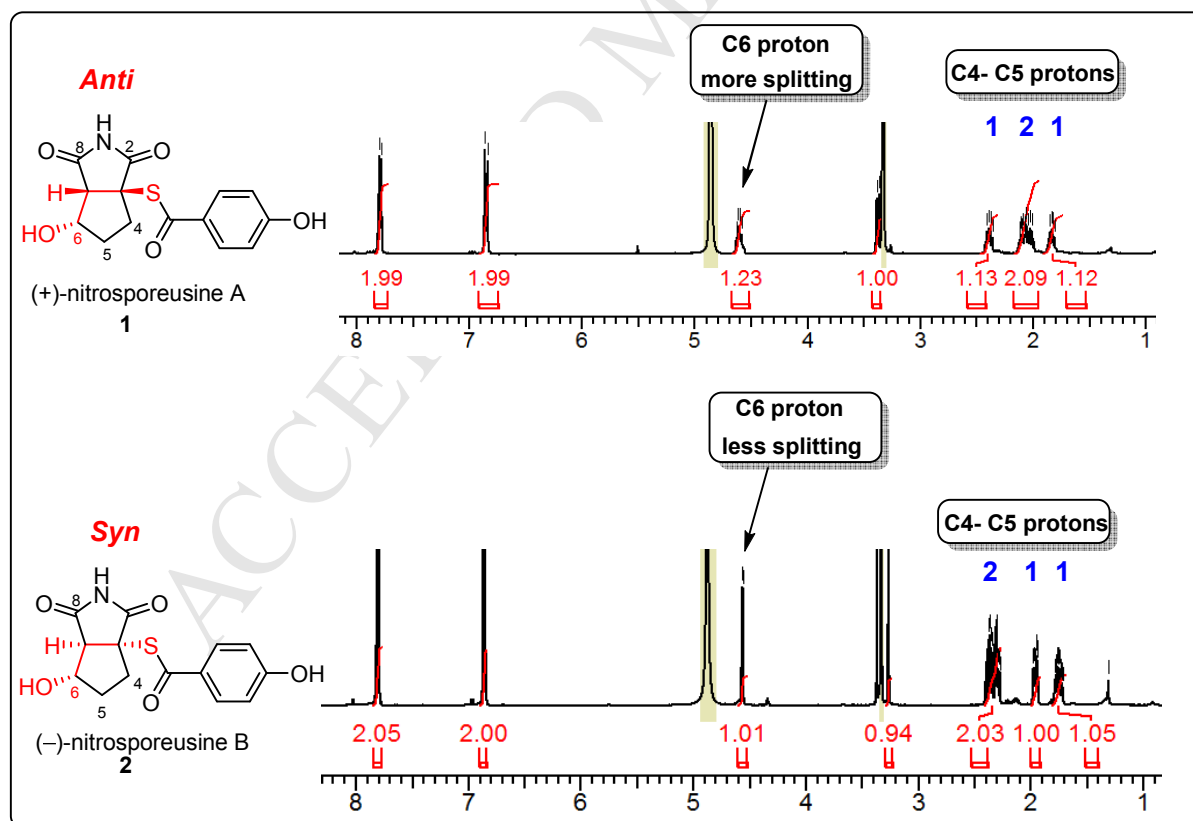 C6 proton
more splitting
C4- C5 protons
1 2 1
Anti
H
N
O 8 2 O
H S
OH
HO 6 4
5 O
(+)-nitrosporeusine A
1
1.99 1.99 1.23 1.00 1.13 2.09 1.12
8 7 6 5 4 3 2 1
C6 proton
less splitting
C4- C5 protons
2 1 1
Syn
H
N
O 8 O
H S
OH
HO 6 4
5 O
(–)-nitrosporeusine B
2
2.05 2.00 1.01 0.94 2.03 1.00 1.05
8 7 6 5 4 3 2 1